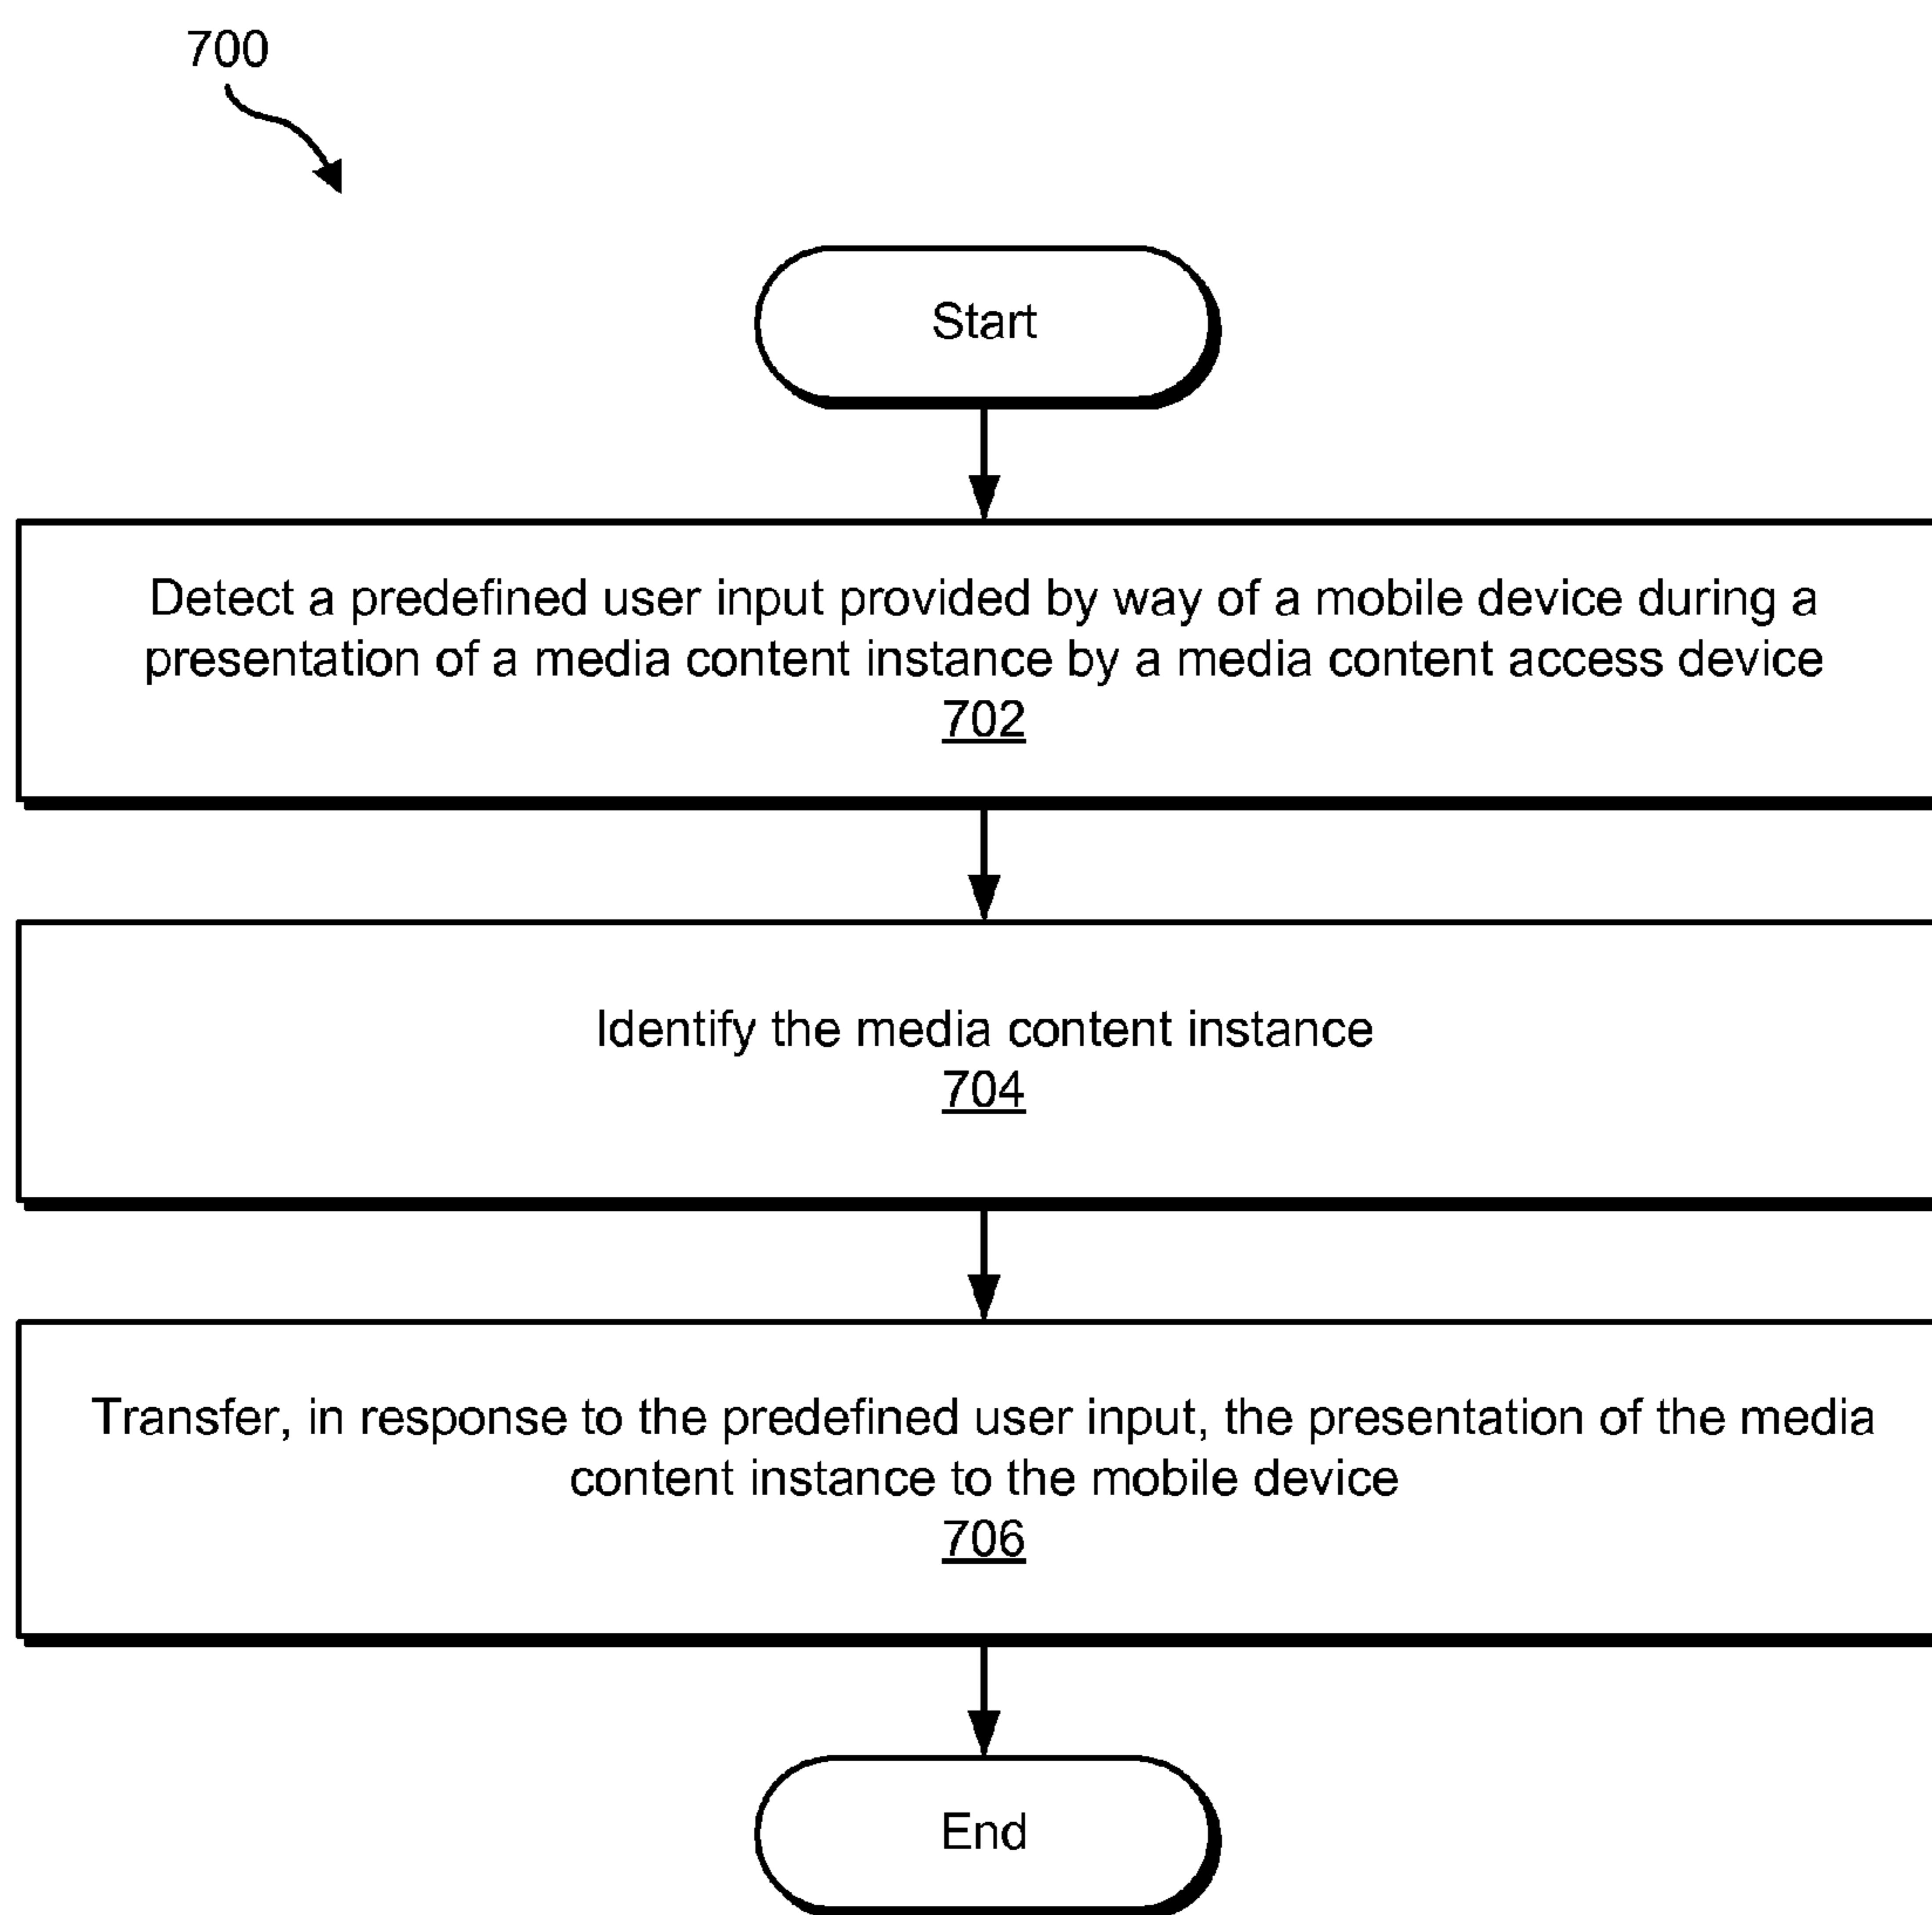 700
Start
Detect a predefined user input provided by way of a mobile device during a
presentation of a media content instance by a media content access device
702
Identify the media content instance
704
Transfer, in response to the predefined user input, the presentation of the media
content instance to the mobile device
706
End